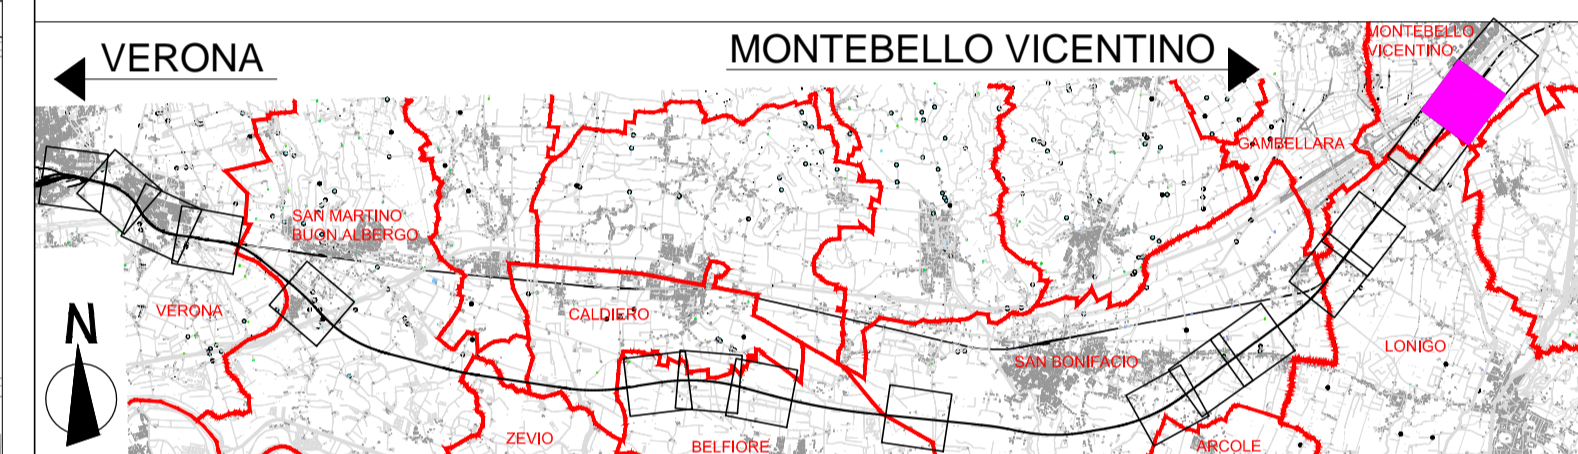 VERONA
MONTEBELLO VICENTINO
MONTEBELLO
VICENTINO
GAMBELLARA
SAN MARTINO
BUON ALBERGO
VERONA
CALDIERO
N
SAN BONIFACIO
LONIGO
ZEVIO
BELFIORE
ARCOLE